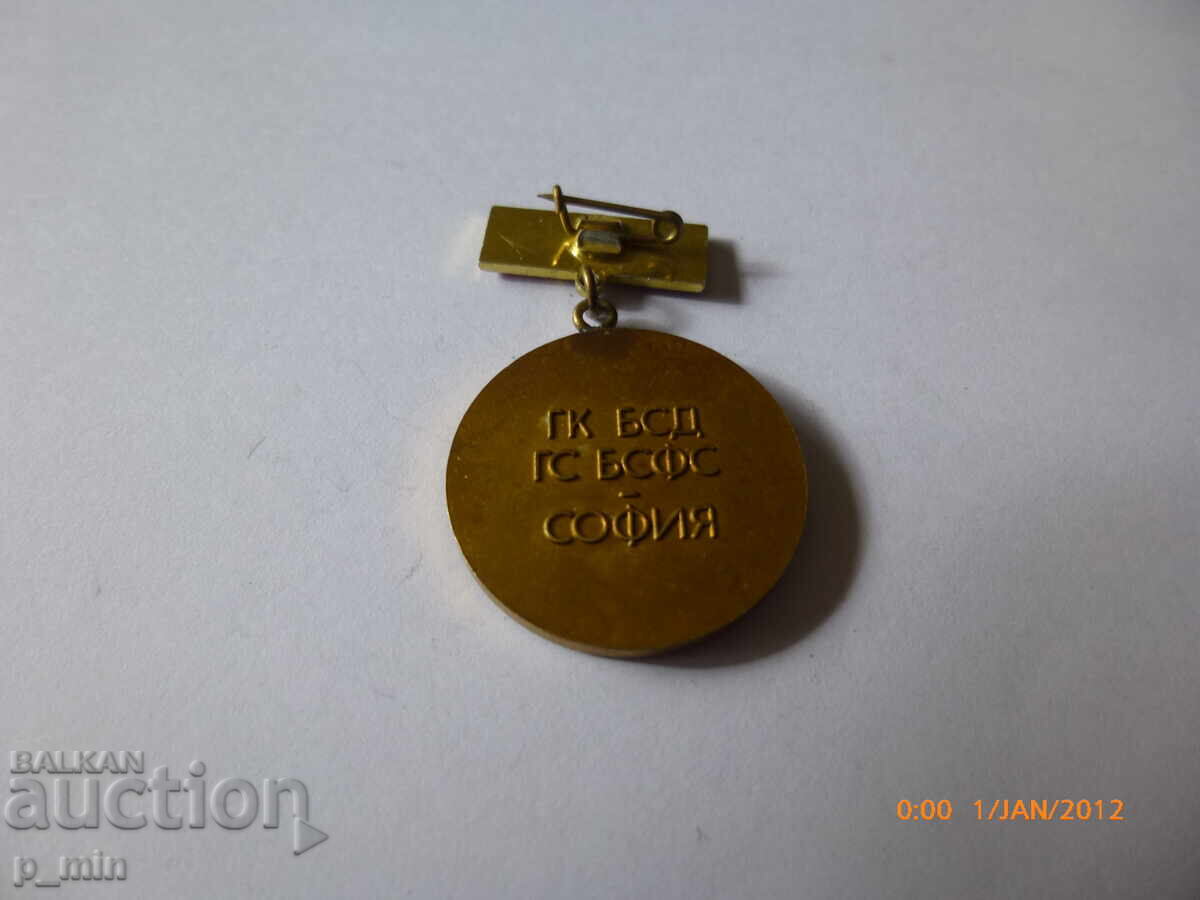 ГК БСД
ГС БСФС
-
СОФИЯ
BALKAN
auction
p_min
0:00 1/JAN/2012